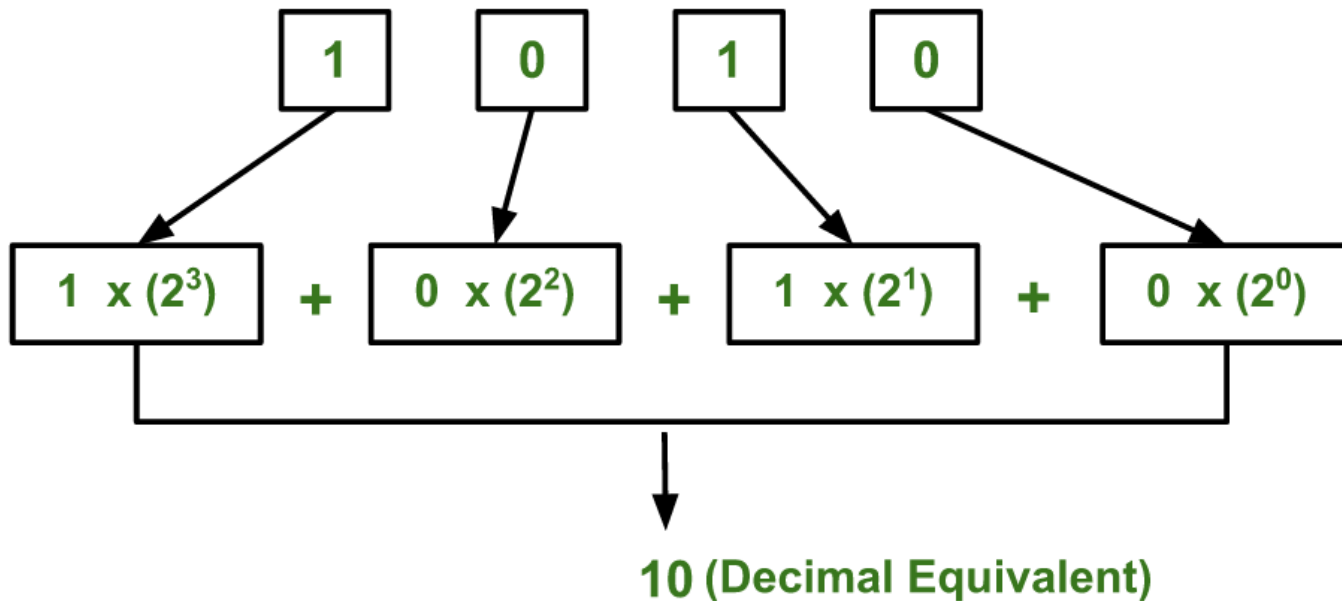 1 0 1 0
1 x (2³) + 0 x (2²) + 1 x (2¹) + 0 x (2⁰)
10 (Decimal Equivalent)